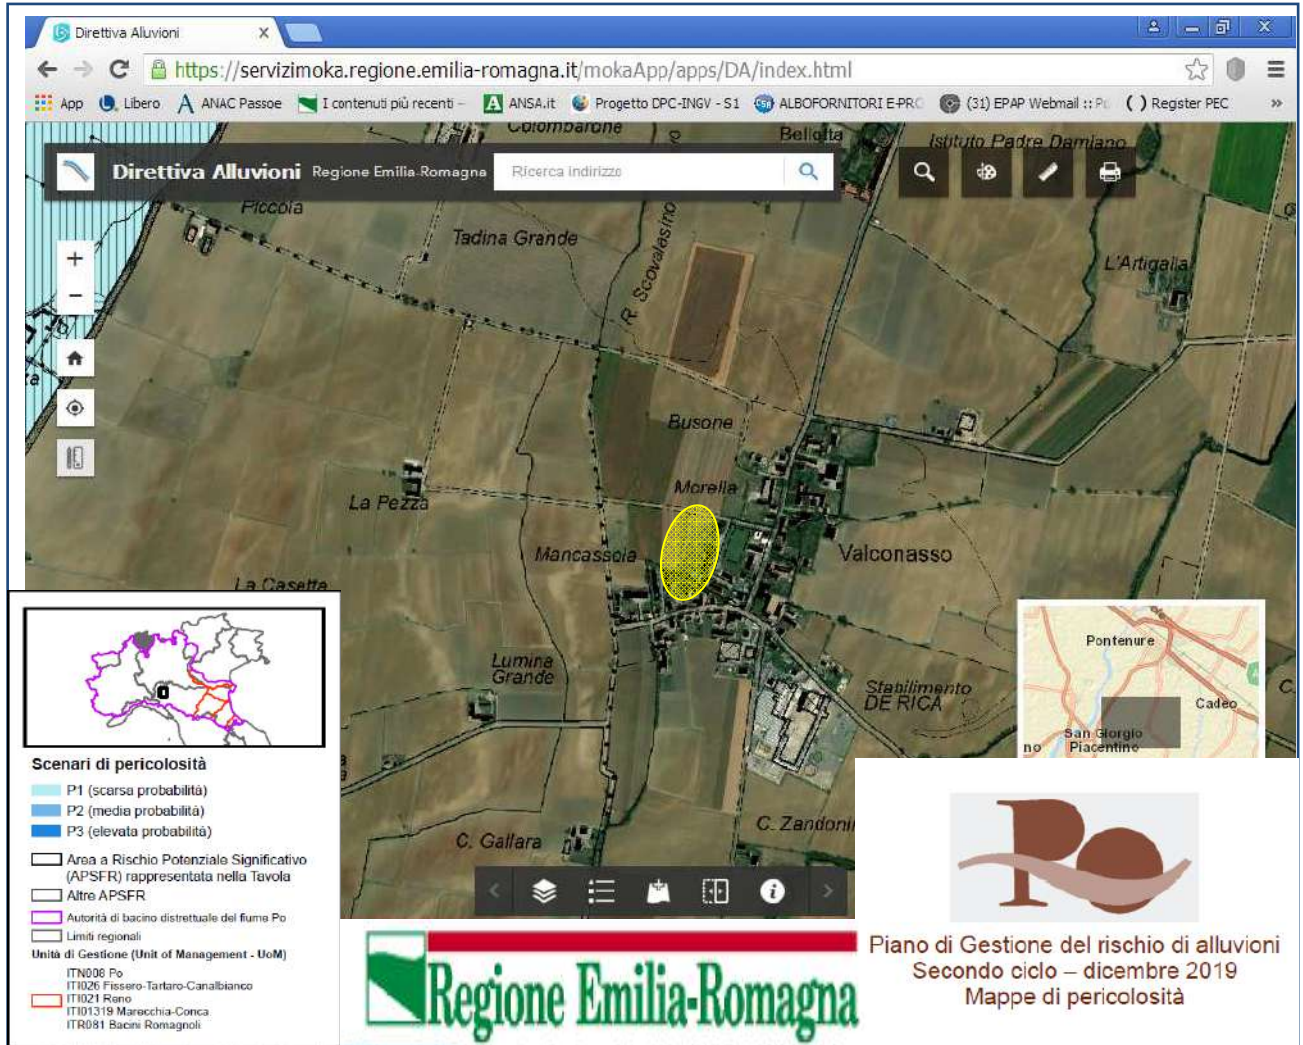 Direttiva Alluvioni
https://servizimoka.regione.emilia-romagna.it/mokaApp/apps/DA/index.html
App Libero ANAC Passoe I contenuti più recenti – ANSA.it Progetto DPC-INGV - S1 ALBOFORNITORI E-PRO (31) EPAP Webmail :: Po ( ) Register PEC »
Colombarone
Bellotta
Istituto Padre Damiano
Direttiva Alluvioni Regione Emilia-Romagna Ricerca indirizzo
Piccola
Tadina Grande
R. Scovalasino
L'Artigalla
Busone
Morella
La Pezza
Mancassola
Valconasso
La Casetta
Lumina
Grande
Stabilimento
DE RICA
C. Gallara
C. Zandoni
Pontenure
Cadeo
San Giorgio
Piacentino
no
Scenari di pericolosità
P1 (scarsa probabilità)
P2 (media probabilità)
P3 (elevata probabilità)
Area a Rischio Potenziale Significativo
(APSFR) rappresentata nella Tavola
Altre APSFR
Autorità di bacino distrettuale del fiume Po
Limiti regionali
Unità di Gestione (Unit of Management - UoM)
ITN008 Po
ITI026 Fissero-Tartaro-Canalbianco
ITI021 Reno
ITI01319 Marecchia-Conca
ITR081 Bacini Romagnoli
Regione Emilia-Romagna
Po
Piano di Gestione del rischio di alluvioni
Secondo ciclo – dicembre 2019
Mappe di pericolosità